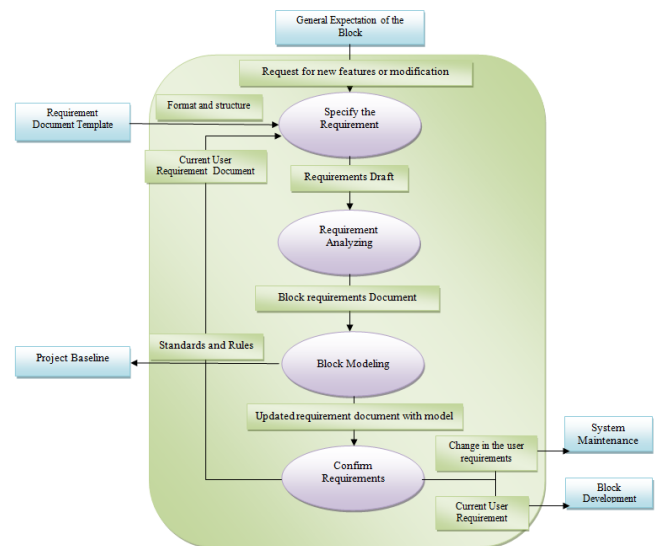 General Expectation of the
Block
Request for new features or modification
Format and structure
Requirement
Document Template
Specify the
Requirement
Current User
Requirement Document
Requirements Draft
Requirement
Analyzing
Block requirements Document
Project Baseline
Standards and Rules
Block Modeling
Updated requirement document with model
System
Maintenance
Change in the user
requirements
Confirm
Requirements
Current User
Requirement
Block
Development